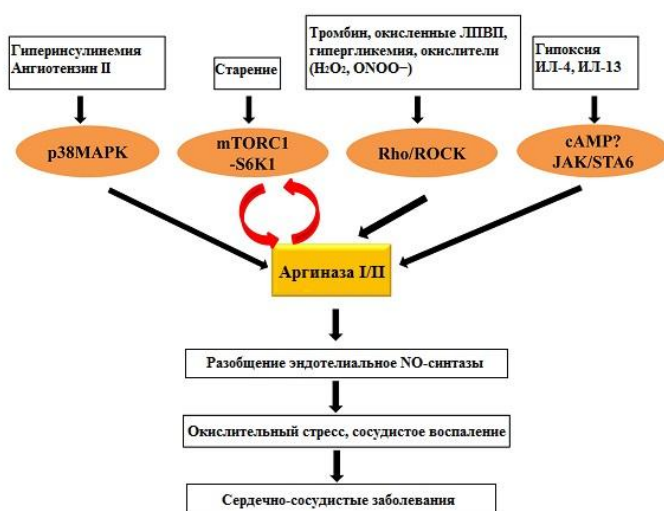 Гиперинсулинемия
Ангиотензин II
Старение
Тромбин, окисленные ЛПВП,
гипергликемия, окислители
(H₂O₂, ONOO−)
Гипоксия
ИЛ-4, ИЛ-13
p38MAPK
mTORC1
-S6K1
Rho/ROCK
cAMP?
JAK/STA6
Аргиназа I/II
Разобщение эндотелиальное NO-синтазы
Окислительный стресс, сосудистое воспаление
Сердечно-сосудистые заболевания